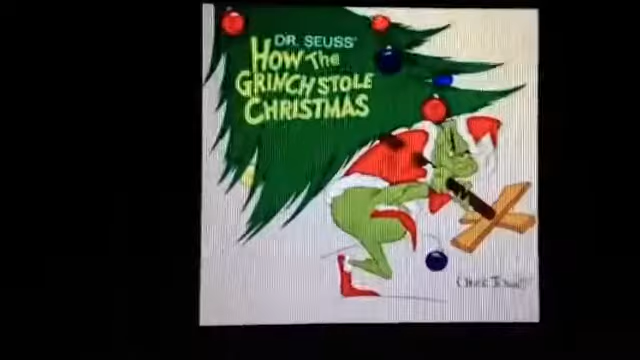 DR. SEUSS'
HOW THE
GRINCH STOLE
CHRISTMAS